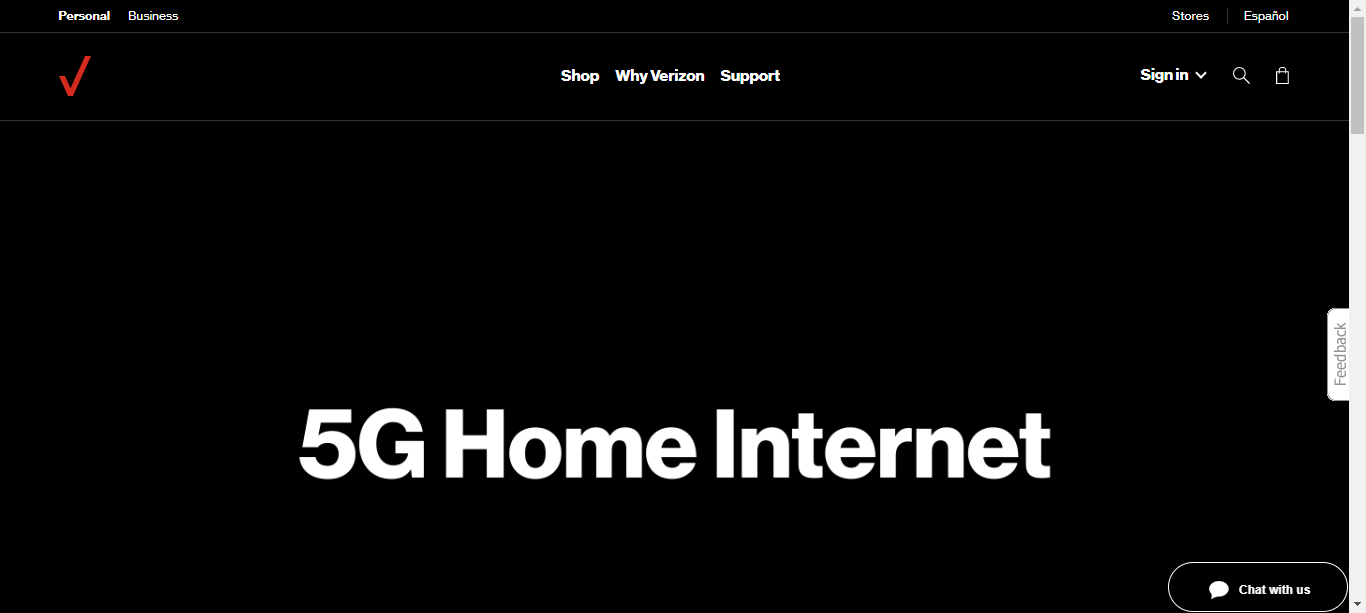 Personal Business Stores Español
Shop Why Verizon Support Sign in
Feedback
5G Home Internet
Chat with us